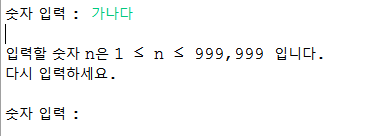 숫자 입력 : 가나다
입력할 숫자 n은 1 ≤ n ≤ 999,999 입니다.
다시 입력하세요.
숫자 입력 :